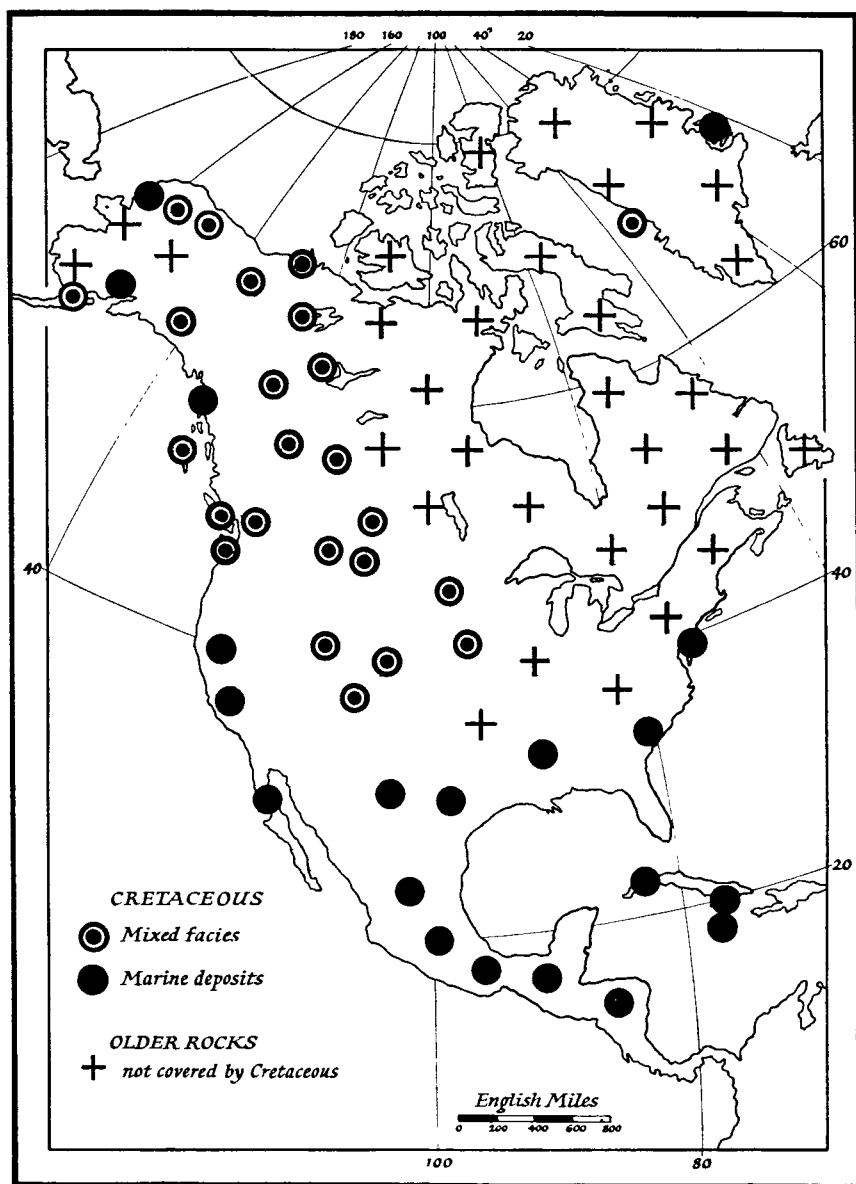 180 160 100 40° 20
60
40
40
20
CRETACEOUS
Mixed facies
Marine deposits
OLDER ROCKS
not covered by Cretaceous
English Miles
0 200 400 600 800
100 80